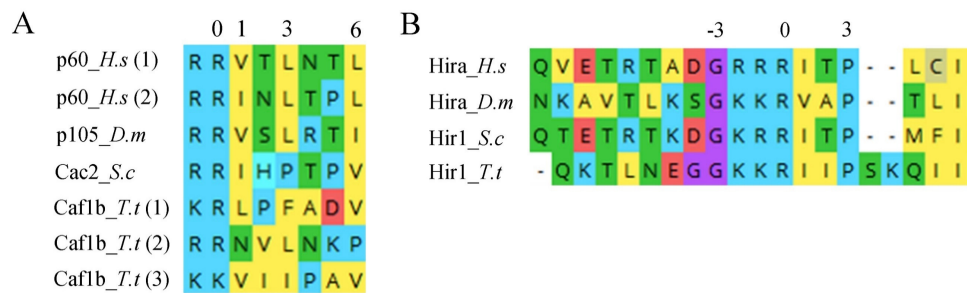 A
0 1 3 6
p60_H.s (1) R R V T L N T L
p60_H.s (2) R R I N L T P L
p105_D.m R R V S L R T I
Cac2_S.c R R I H P T P V
Caf1b_T.t (1) K R L P F A D V
Caf1b_T.t (2) R R N V L N K P
Caf1b_T.t (3) K K V I I P A V
B
-3 0 3
Hira_H.s Q V E T R T A D G R R R I T P - - L C I
Hira_D.m N K A V T L K S G K K R V A P - - T L I
Hir1_S.c Q T E T R T K D G K R R I T P - - M F I
Hir1_T.t - Q K T L N E G G K K R I I P S K Q I I